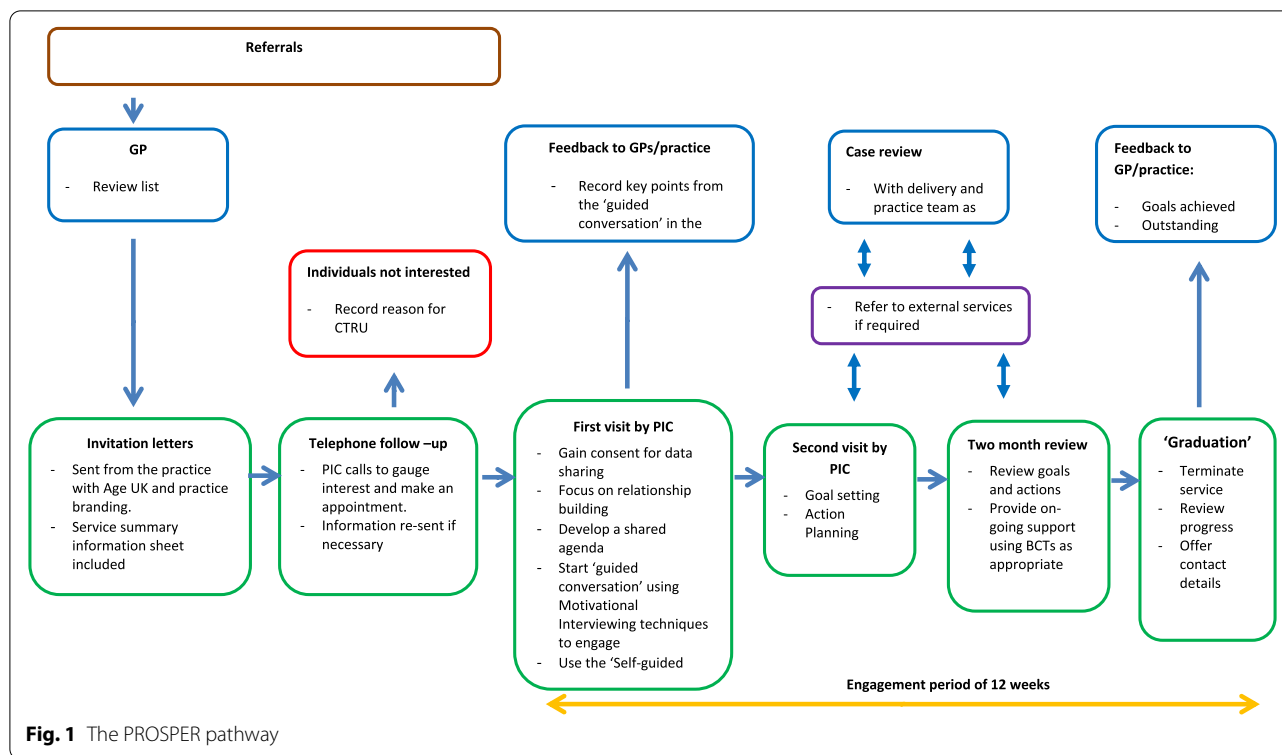 Referrals
GP
- Review list
Feedback to GPs/practice
- Record key points from
the ‘guided
conversation’ in the
Case review
- With delivery and
practice team as
Feedback to
GP/practice:
- Goals achieved
- Outstanding
Individuals not interested
- Record reason for
CTRU
- Refer to external services
if required
Invitation letters
- Sent from the practice
with Age UK and practice
branding.
- Service summary
information sheet
included
Telephone follow –up
- PIC calls to gauge
interest and make an
appointment.
- Information re-sent if
necessary
First visit by PIC
- Gain consent for data
sharing
- Focus on relationship
building
- Develop a shared
agenda
- Start ‘guided
conversation’ using
Motivational
Interviewing techniques
to engage
- Use the ‘Self-guided
Second visit by
PIC
- Goal setting
- Action
Planning
Two month review
- Review goals
and actions
- Provide on-
going support
using BCTs as
appropriate
‘Graduation’
- Terminate
service
- Review
progress
- Offer
contact
details
Engagement period of 12 weeks
Fig. 1 The PROSPER pathway